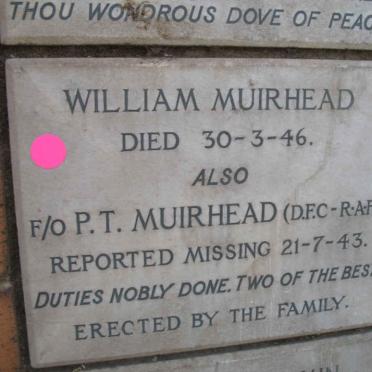 THOU WONDROUS DOVE OF PEAC
WILLIAM MUIRHEAD
DIED 30-3-46.
ALSO
F/O P.T. MUIRHEAD (D.F.C-R·A·F
REPORTED MISSING 21-7-43.
DUTIES NOBLY DONE. TWO OF THE BES
ERECTED BY THE FAMILY.